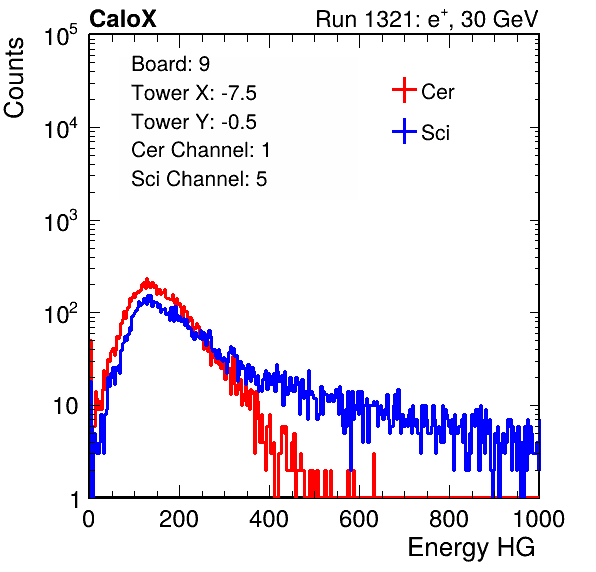 CaloX Run 1321: e⁺, 30 GeV
Counts
Board: 9
Tower X: -7.5
Tower Y: -0.5
Cer Channel: 1
Sci Channel: 5
Cer
Sci
10⁵
10⁴
10³
10²
10
1
0 200 400 600 800 1000
Energy HG